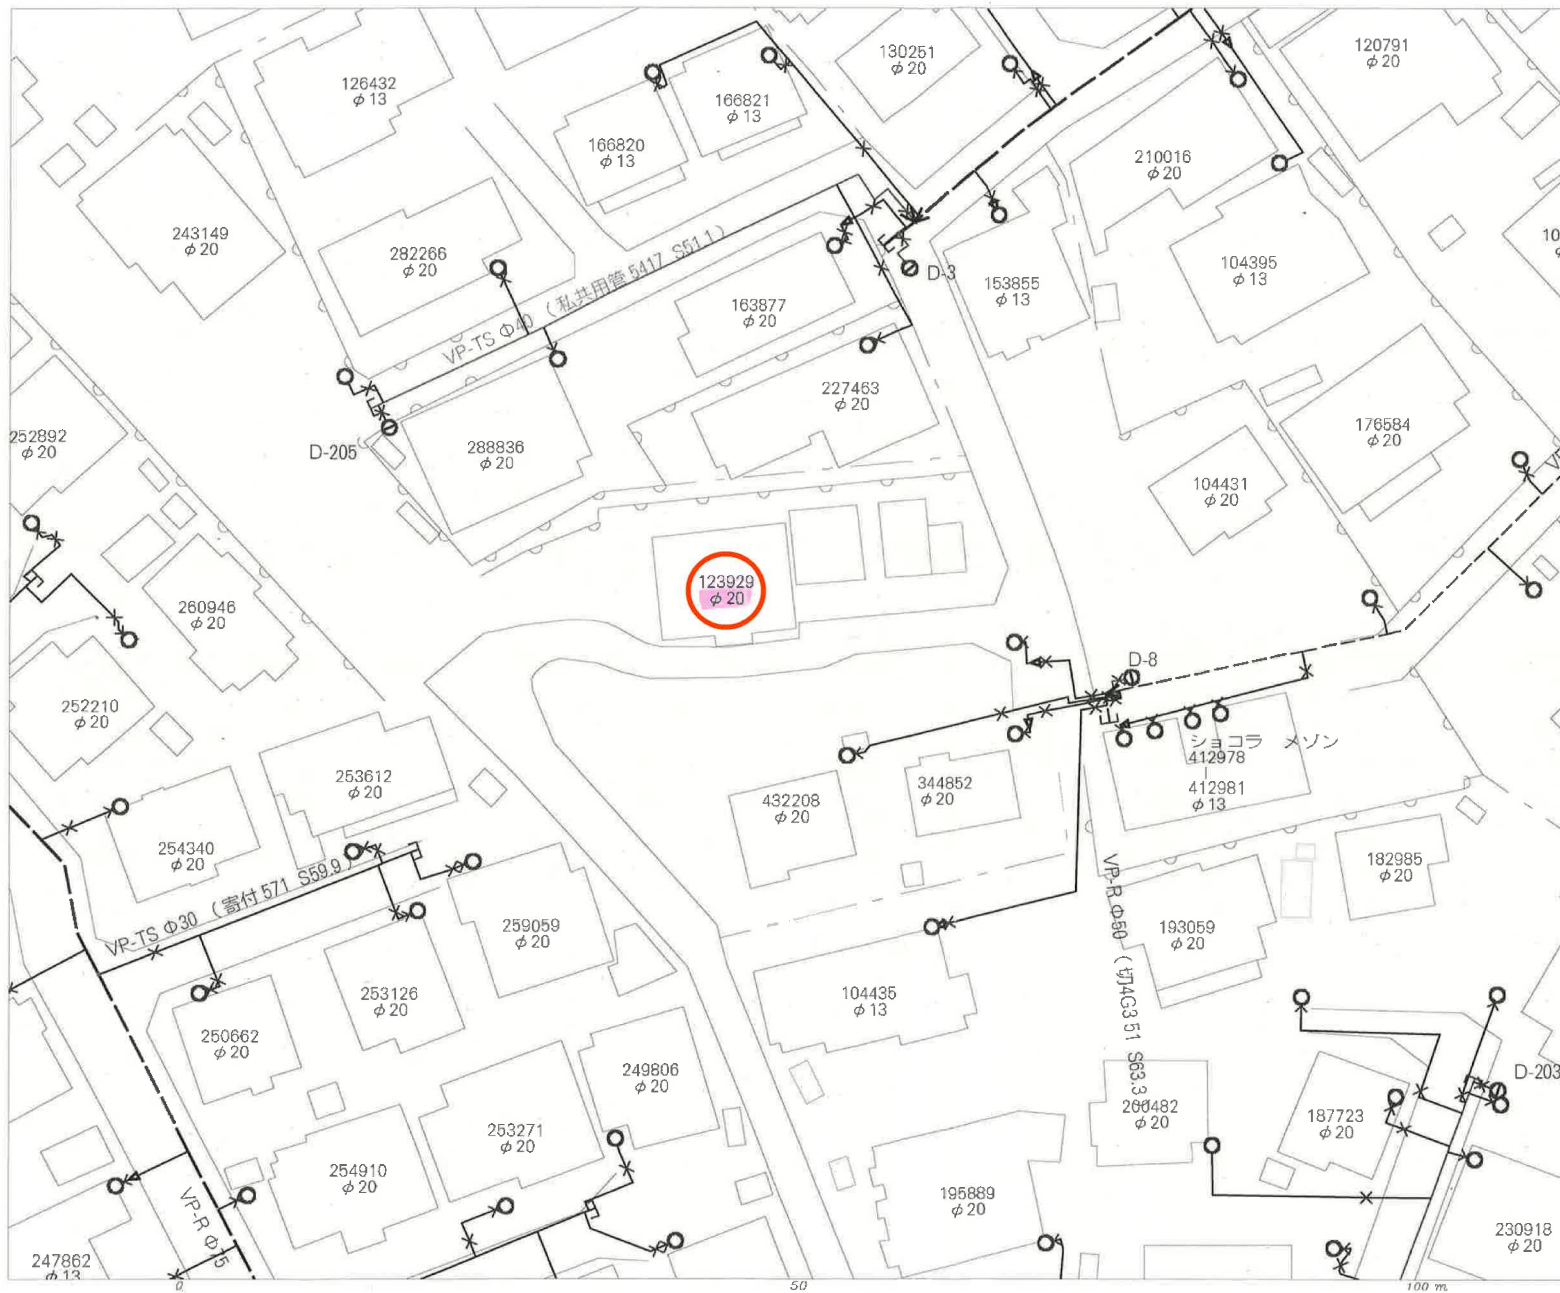 120791
φ20
130251
φ20
126432
φ13
166821
φ13
166820
φ13
210016
φ20
243149
φ20
282266
φ20
VP-TS Φ40 (私共用管 5417 S51.1)
D-3
153855
φ13
104395
φ13
10
163877
φ20
227463
φ20
176584
φ20
252892
φ20
D-205
288836
φ20
104431
φ20
123929
φ20
260946
φ20
D-8
252210
φ20
ショコラ メゾン
412978
|
412981
φ13
253612
φ20
344852
φ20
432208
φ20
254340
φ20
182985
φ20
VP-TS Φ30 (寄付 571 S59.9)
259059
φ20
193059
φ20
VP-R Φ50 (切4G3 51 S63.3
253126
φ20
104435
φ13
250662
φ20
249806
φ20
D-203
200482
φ20
187723
φ20
253271
φ20
254910
φ20
195889
φ20
VP-R Φ75
230918
φ20
247862
φ13
0
50
100 m